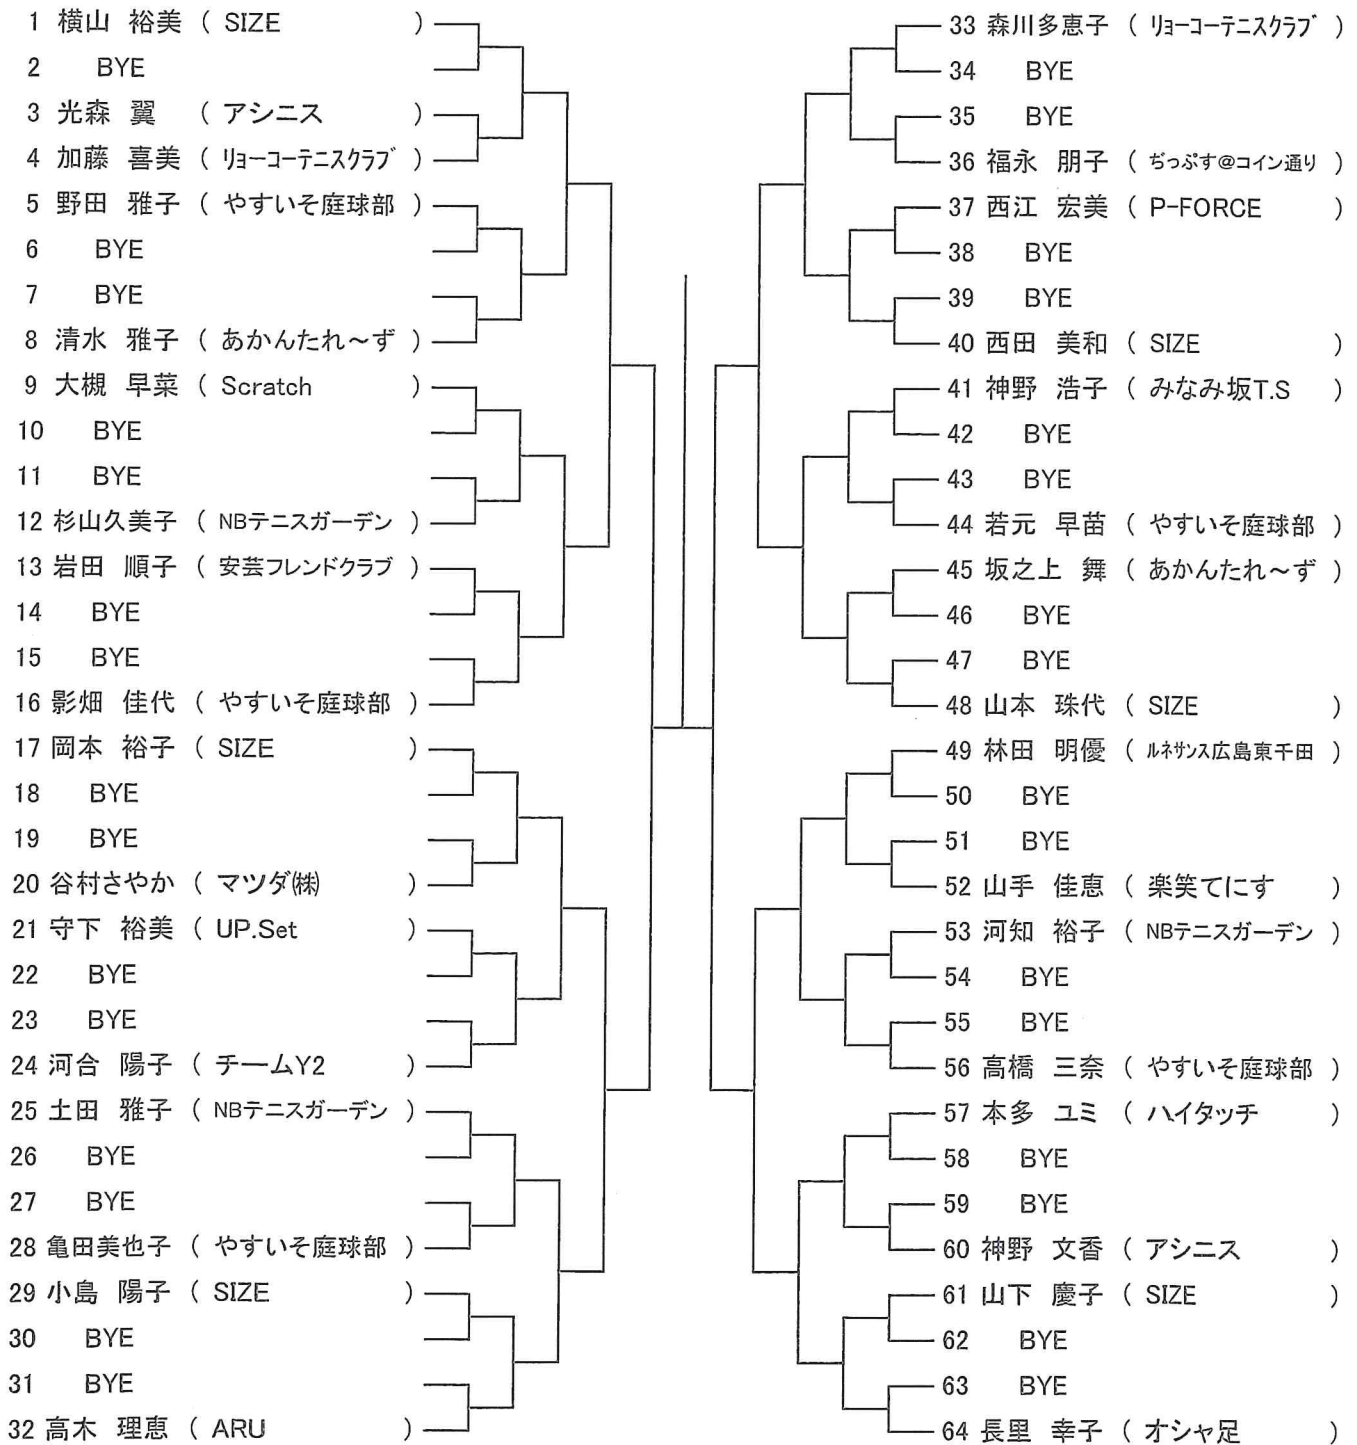 1 横山 裕美 ( SIZE )
2 BYE
3 光森 翼 ( アシニス )
4 加藤 喜美 ( ﾘｮｰｺｰﾃﾆｽｸﾗﾌﾞ )
5 野田 雅子 ( やすいそ庭球部 )
6 BYE
7 BYE
8 清水 雅子 ( あかんたれ～ず )
9 大槻 早菜 ( Scratch )
10 BYE
11 BYE
12 杉山久美子 ( NBテニスガーデン )
13 岩田 順子 ( 安芸フレンドクラブ )
14 BYE
15 BYE
16 影畑 佳代 ( やすいそ庭球部 )
17 岡本 裕子 ( SIZE )
18 BYE
19 BYE
20 谷村さやか ( マツダ㈱ )
21 守下 裕美 ( UP.Set )
22 BYE
23 BYE
24 河合 陽子 ( チームY2 )
25 土田 雅子 ( NBテニスガーデン )
26 BYE
27 BYE
28 亀田美也子 ( やすいそ庭球部 )
29 小島 陽子 ( SIZE )
30 BYE
31 BYE
32 高木 理恵 ( ARU )
33 森川多恵子 ( ﾘｮｰｺｰﾃﾆｽｸﾗﾌﾞ )
34 BYE
35 BYE
36 福永 朋子 ( ぢっぷす@コイン通り )
37 西江 宏美 ( P-FORCE )
38 BYE
39 BYE
40 西田 美和 ( SIZE )
41 神野 浩子 ( みなみ坂T.S )
42 BYE
43 BYE
44 若元 早苗 ( やすいそ庭球部 )
45 坂之上 舞 ( あかんたれ～ず )
46 BYE
47 BYE
48 山本 珠代 ( SIZE )
49 林田 明優 ( ﾙﾈｻﾝｽ広島東千田 )
50 BYE
51 BYE
52 山手 佳恵 ( 楽笑てにす )
53 河知 裕子 ( NBテニスガーデン )
54 BYE
55 BYE
56 高橋 三奈 ( やすいそ庭球部 )
57 本多 ユミ ( ハイタッチ )
58 BYE
59 BYE
60 神野 文香 ( アシニス )
61 山下 慶子 ( SIZE )
62 BYE
63 BYE
64 長里 幸子 ( オシャ足 )